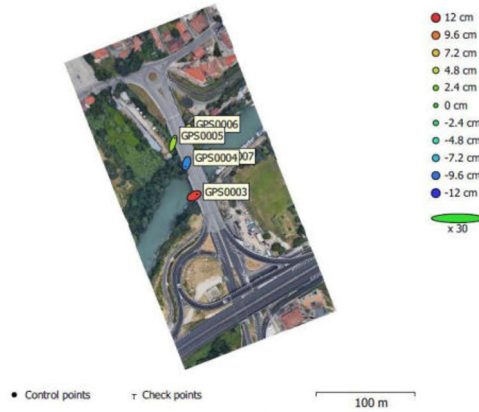 12 cm
9.6 cm
7.2 cm
4.8 cm
2.4 cm
0 cm
-2.4 cm
-4.8 cm
-7.2 cm
-9.6 cm
-12 cm
x 30
GPS0006
GPS0005
GPS0004 007
GPS0003
Control points
Check points
100 m